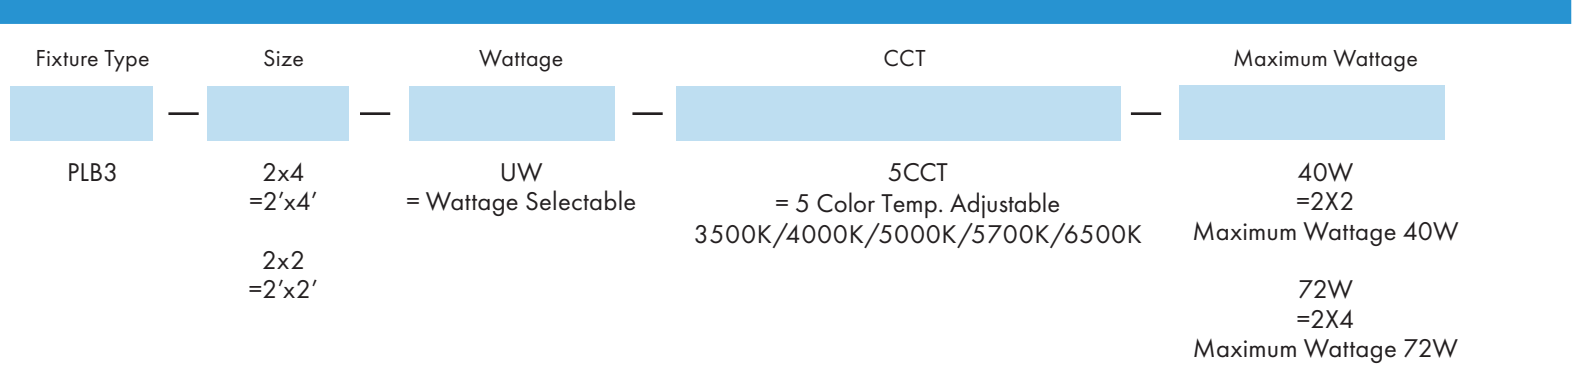 Fixture Type
Size
Wattage
CCT
Maximum Wattage
— — — —
PLB3
2x4
=2’x4’
2x2
=2’x2’
UW
= Wattage Selectable
5CCT
= 5 Color Temp. Adjustable
3500K/4000K/5000K/5700K/6500K
40W
=2X2
Maximum Wattage 40W
72W
=2X4
Maximum Wattage 72W